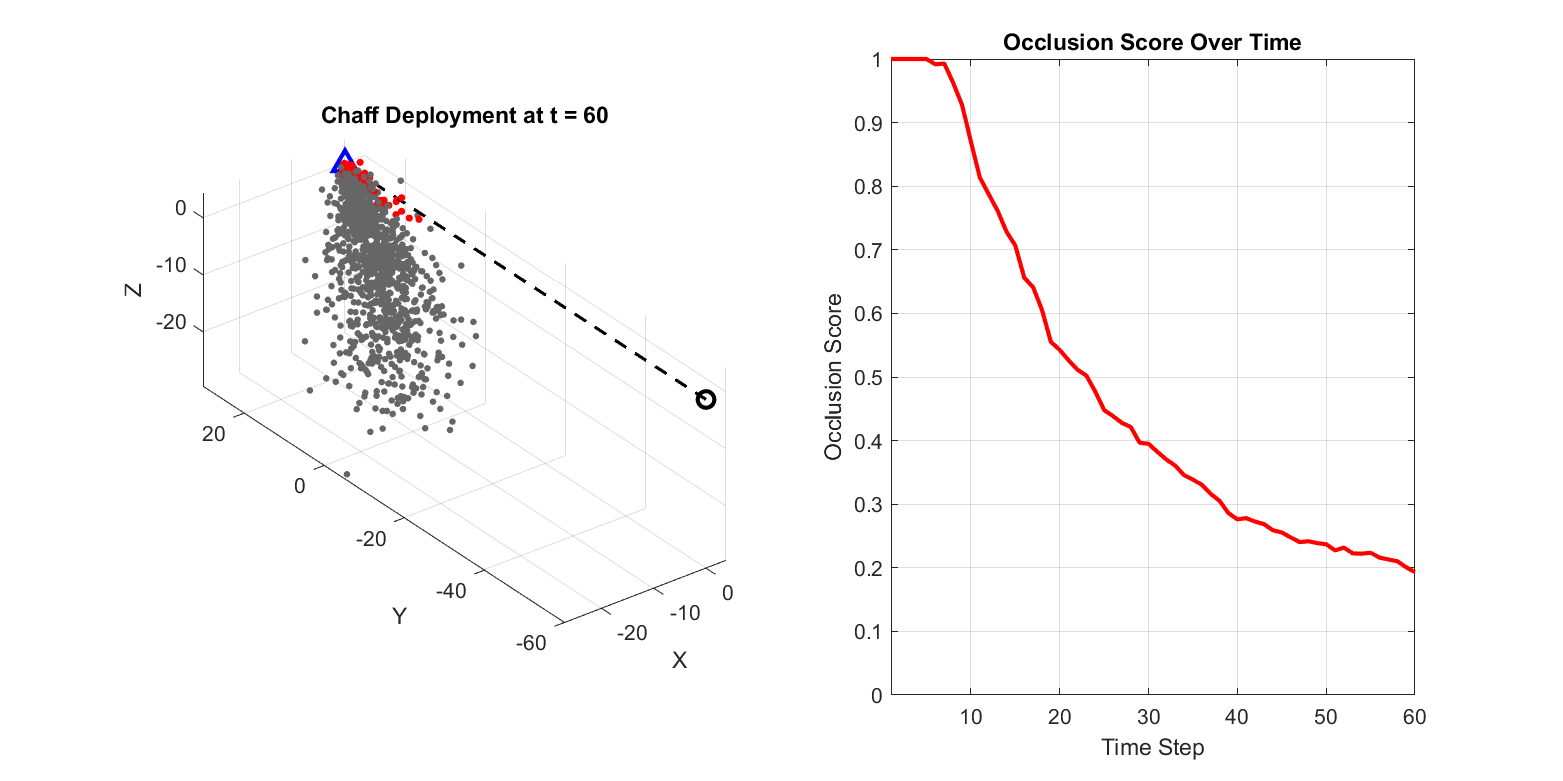 Chaff Deployment at t = 60
0
-10
-20
Z
20
0
-20
-40
-60
Y
0
-10
-20
X
Occlusion Score Over Time
1
0.9
0.8
0.7
0.6
0.5
0.4
0.3
0.2
0.1
0
Occlusion Score
10 20 30 40 50 60
Time Step